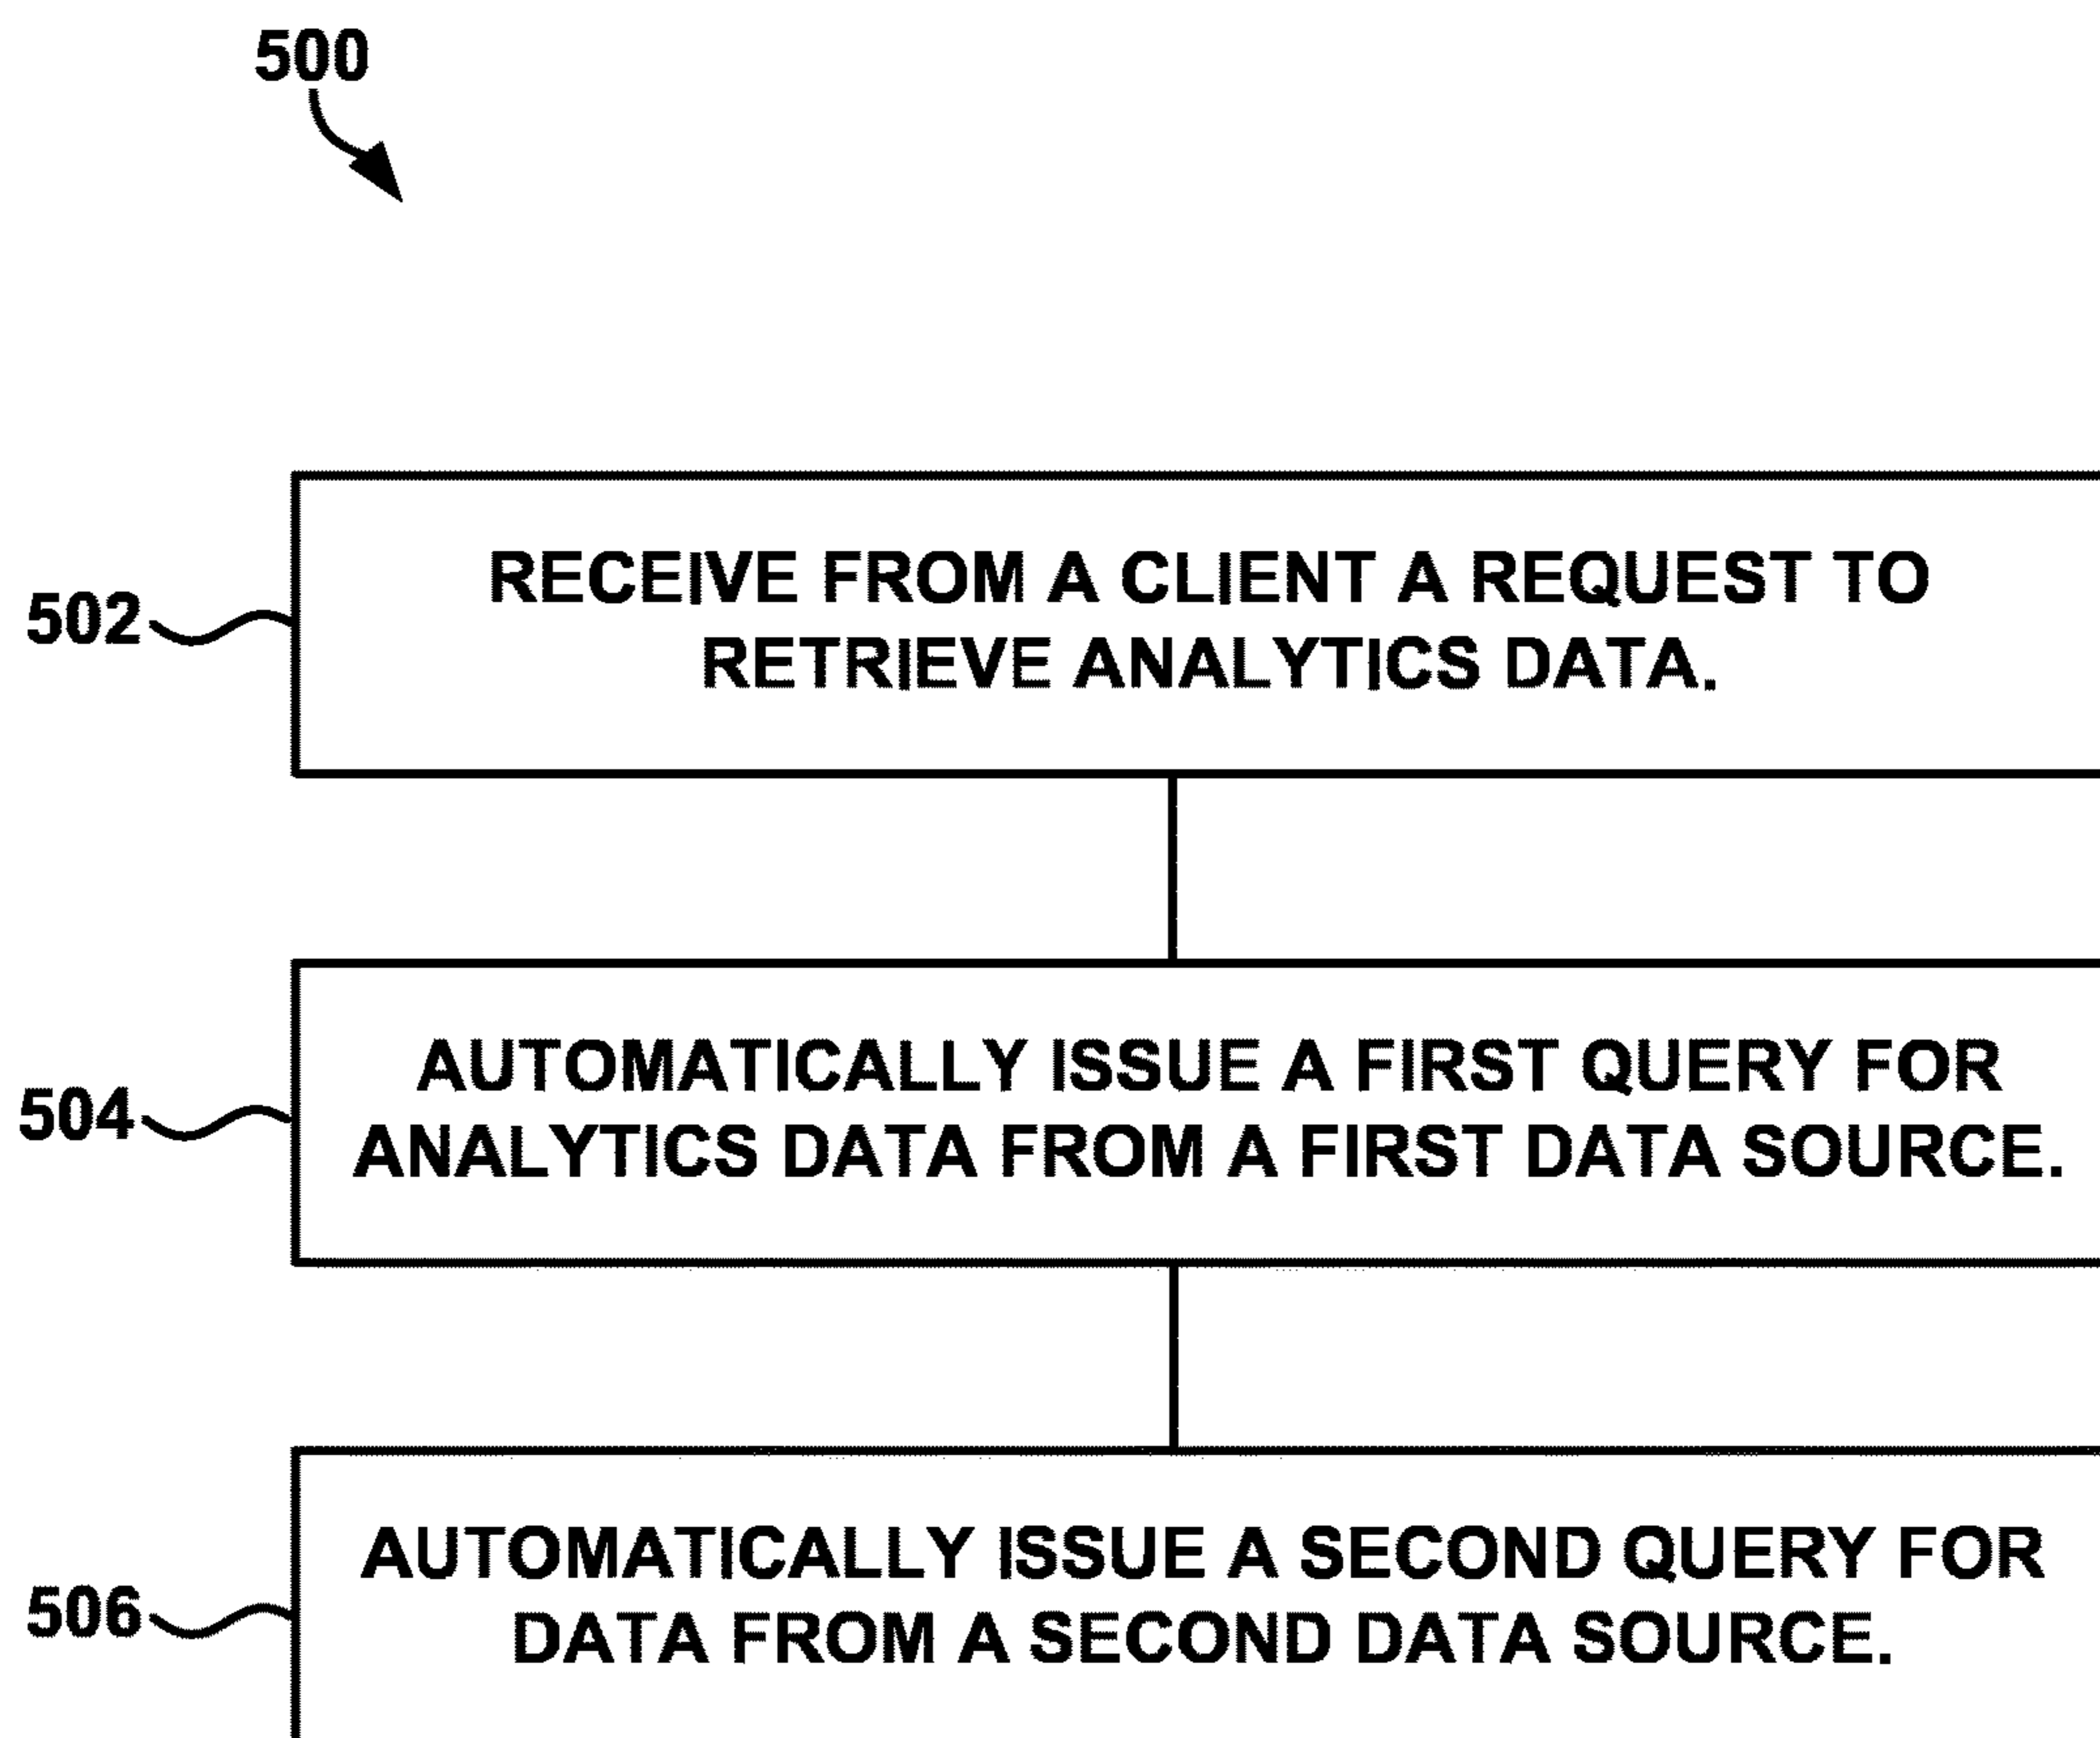 500
502
RECEIVE FROM A CLIENT A REQUEST TO
RETRIEVE ANALYTICS DATA.
504
AUTOMATICALLY ISSUE A FIRST QUERY FOR
ANALYTICS DATA FROM A FIRST DATA SOURCE.
506
AUTOMATICALLY ISSUE A SECOND QUERY FOR
DATA FROM A SECOND DATA SOURCE.